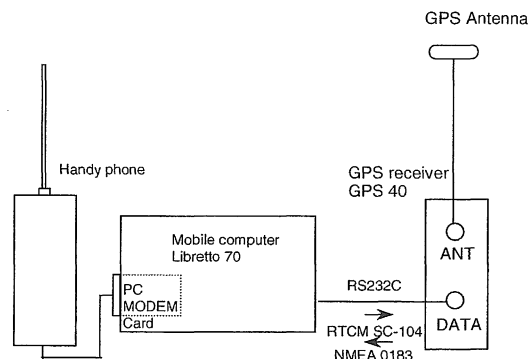 GPS Antenna
Handy phone
GPS receiver
GPS 40
Mobile computer
Libretto 70
PC
MODEM
Card
RS232C
ANT
DATA
RTCM SC-104
NMEA 0183